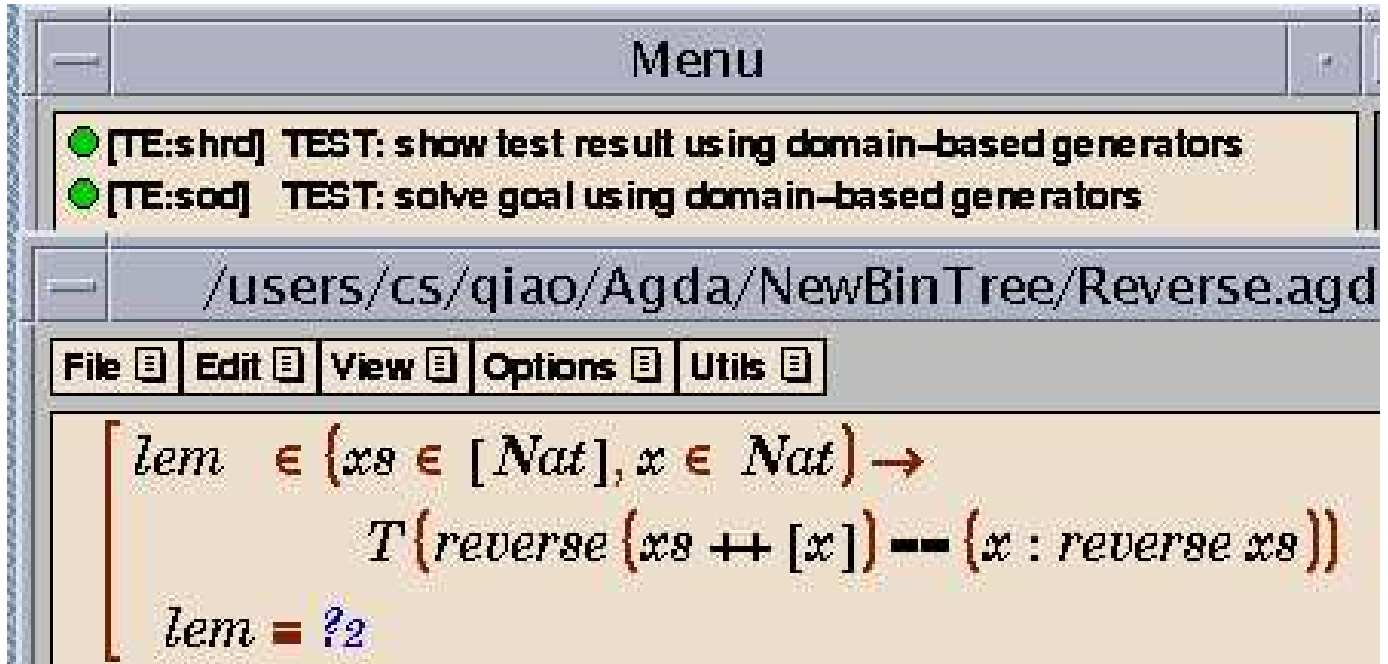 Menu
[TE:shrd] TEST: show test result using domain-based generators
[TE:sod] TEST: solve goal using domain-based generators
/users/cs/qiao/Agda/NewBinTree/Reverse.agd
File Edit View Options Utils
lem ∈ (xs ∈ [Nat], x ∈ Nat) →
T(reverse (xs ++ [x]) == (x : reverse xs))
lem = ?2